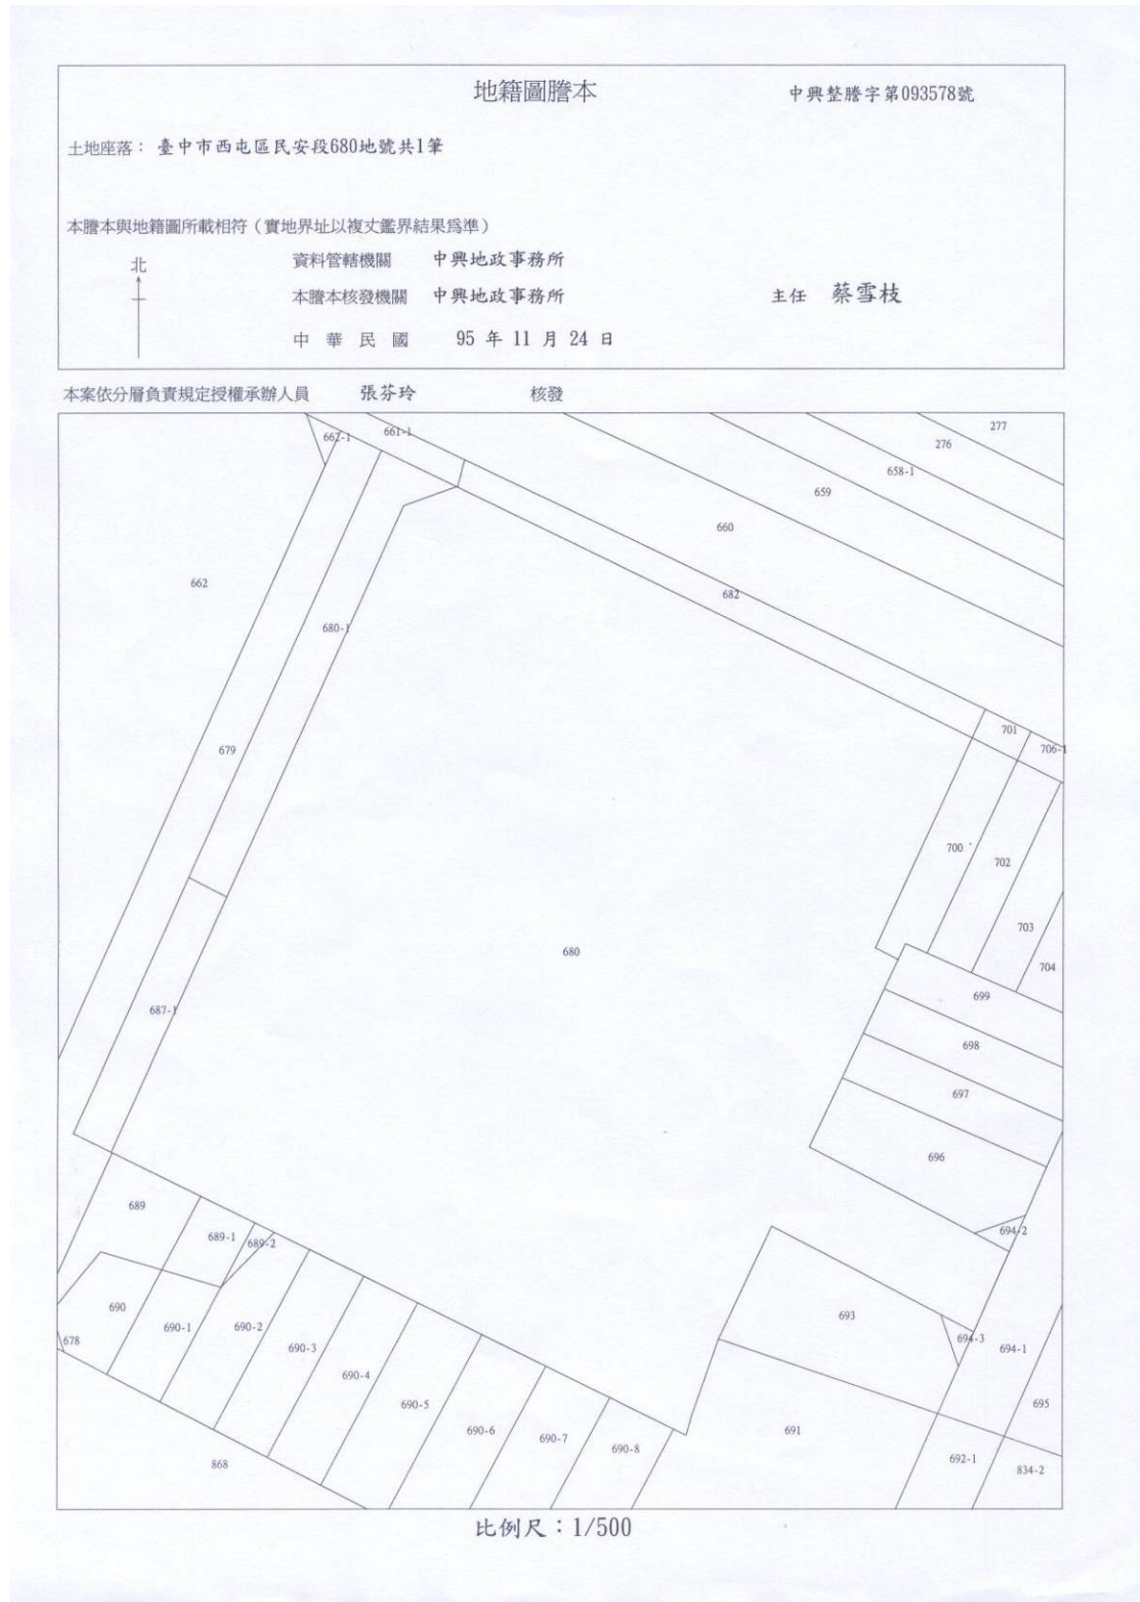 地籍圖謄本
中興整謄字第093578號
土地座落：臺中市西屯區民安段680地號共1筆
本謄本與地籍圖所載相符（實地界址以複丈鑑界結果爲準）
北
資料管轄機關 中興地政事務所
本謄本核發機關 中興地政事務所 主任 蔡雪枝
中 華 民 國 95 年 11 月 24 日
本案依分層負責規定授權承辦人員 張芬玲 核發
277
662-1 661-1
276
658-1
659
660
662
682
680-1
701
679 706-1
700 702
703
680
704
699
687-1
698
697
696
689
689-1 689-2 694-2
690 693
690-1 690-2
678 694-3
690-3 694-1
690-4
690-5 695
690-6 691
690-7 690-8
692-1
868 834-2
比例尺：1/500